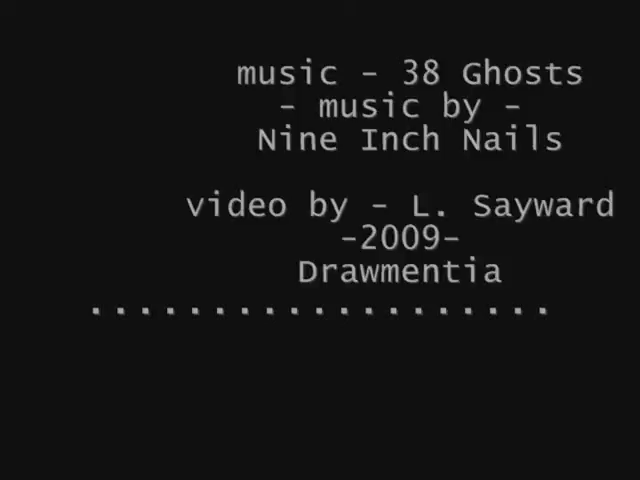 music - 38 Ghosts
- music by -
Nine Inch Nails
video by - L. Sayward
-2009-
Drawmentia
...................